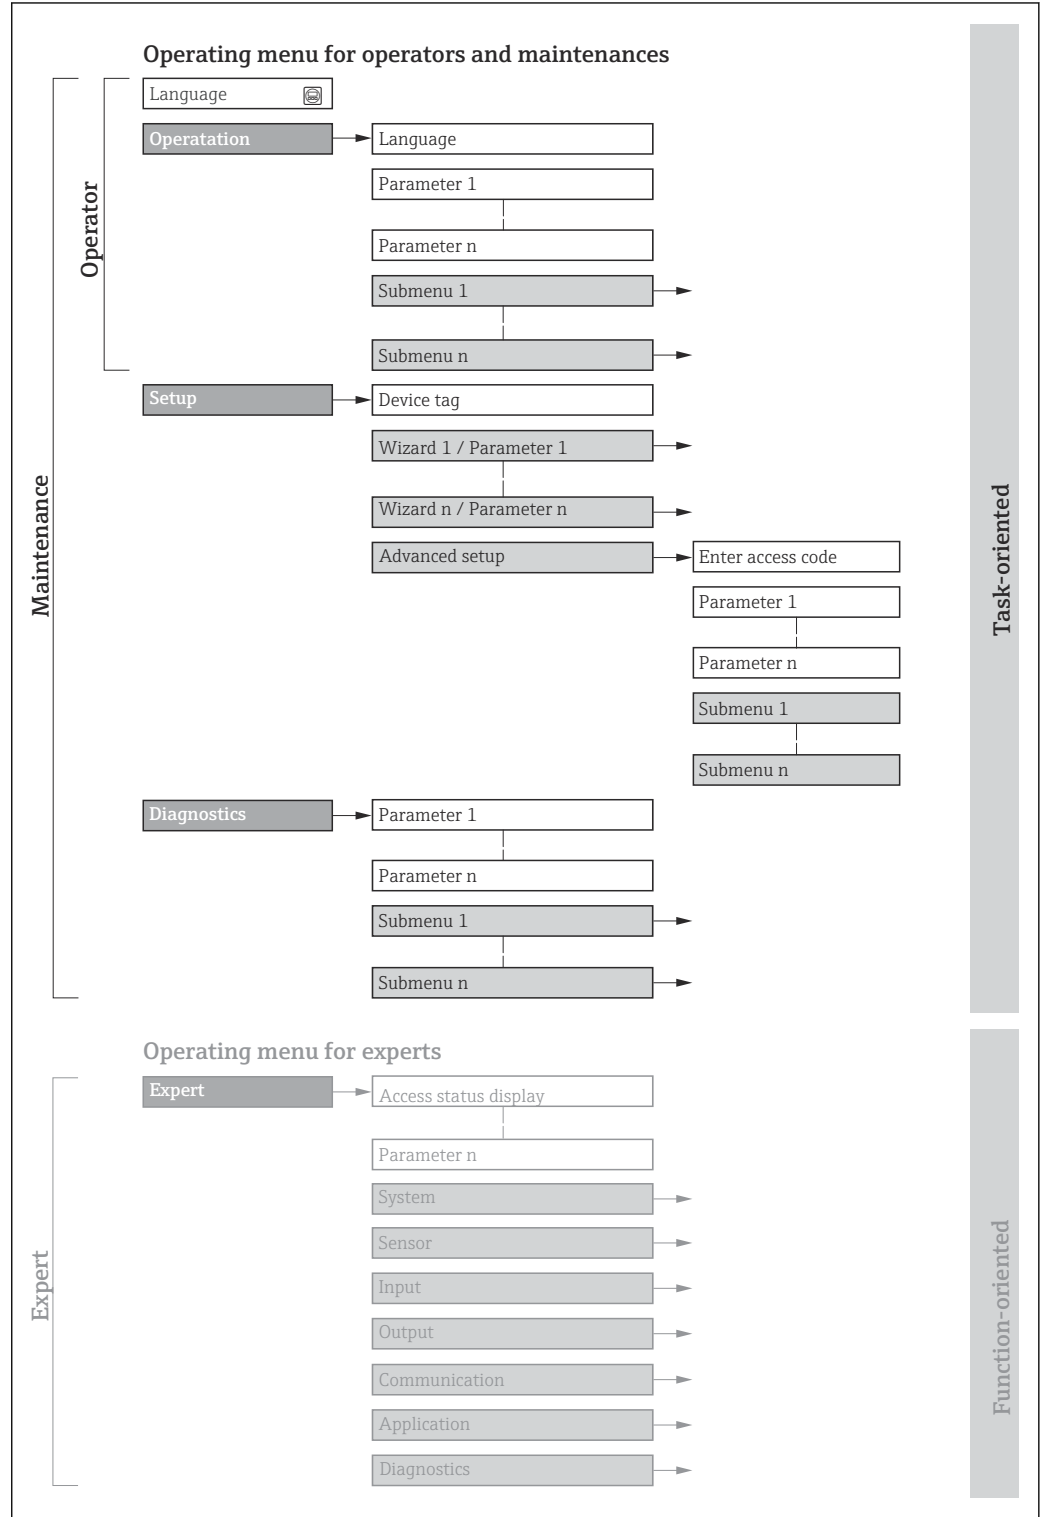 Operating menu for operators and maintenances
Language
Operatation
Language
Parameter 1
Parameter n
Submenu 1
Submenu n
Operator
Setup
Device tag
Wizard 1 / Parameter 1
Wizard n / Parameter n
Advanced setup
Enter access code
Parameter 1
Parameter n
Submenu 1
Submenu n
Maintenance
Task-oriented
Diagnostics
Parameter 1
Parameter n
Submenu 1
Submenu n
Operating menu for experts
Expert
Access status display
Parameter n
System
Sensor
Input
Output
Communication
Application
Diagnostics
Expert
Function-oriented